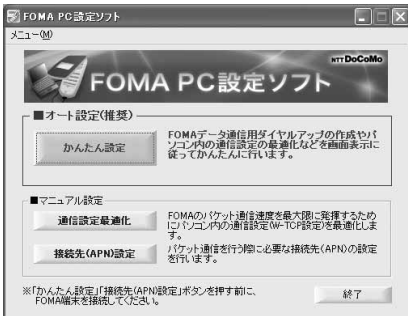 FOMA PC設定ソフト
メニュー(M)
NTT DoCoMo
FOMA PC設定ソフト
■オート設定(推奨)
かんたん設定
FOMAデータ通信用ダイヤルアップの作成やパ
ソコン内の通信設定の最適化などを画面表示に
従ってかんたんに行います。
■マニュアル設定
通信設定最適化
FOMAのパケット通信速度を最大限に発揮するため
にパソコン内の通信設定(W-TCP設定)を最適化しま
す。
接続先(APN)設定
パケット通信を行う際に必要な接続先(APN)の設定
を行います。
※「かんたん設定」「接続先(APN)設定」ボタンを押す前に、
FOMA端末を接続してください。
終了